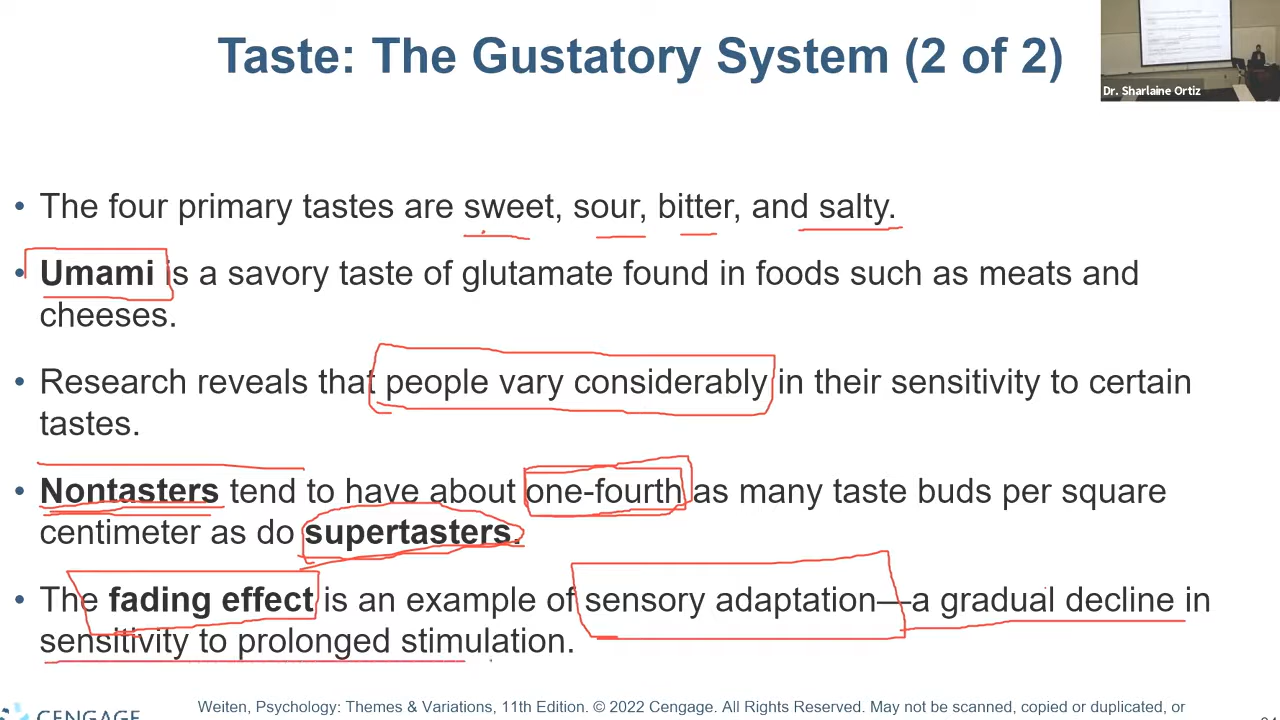 Taste: The Gustatory System (2 of 2)
Dr. Sharlaine Ortiz
• The four primary tastes are sweet, sour, bitter, and salty.
• Umami is a savory taste of glutamate found in foods such as meats and
cheeses.
• Research reveals that people vary considerably in their sensitivity to certain
tastes.
• Nontasters tend to have about one-fourth as many taste buds per square
centimeter as do supertasters.
• The fading effect is an example of sensory adaptation—a gradual decline in
sensitivity to prolonged stimulation.
CENGAGE
Weiten, Psychology: Themes & Variations, 11th Edition. © 2022 Cengage. All Rights Reserved. May not be scanned, copied or duplicated, or